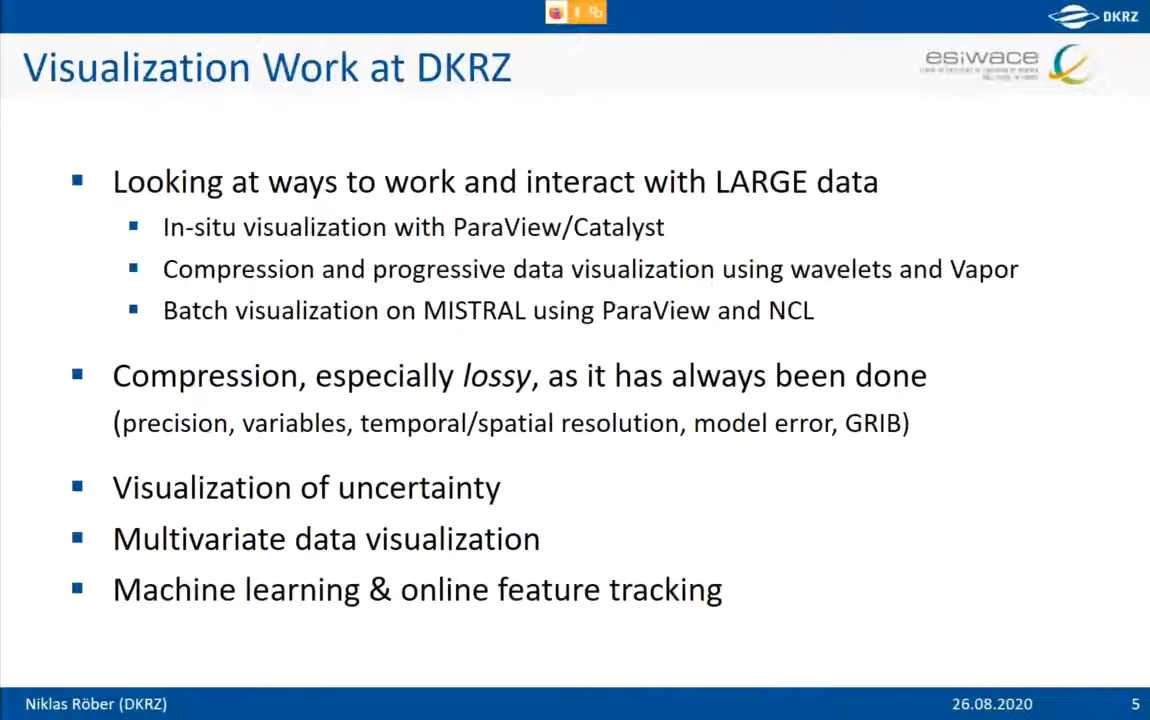 DKRZ
Visualization Work at DKRZ
esiwace
Looking at ways to work and interact with LARGE data
In-situ visualization with ParaView/Catalyst
Compression and progressive data visualization using wavelets and Vapor
Batch visualization on MISTRAL using ParaView and NCL
Compression, especially lossy, as it has always been done
(precision, variables, temporal/spatial resolution, model error, GRIB)
Visualization of uncertainty
Multivariate data visualization
Machine learning & online feature tracking
Niklas Röber (DKRZ)
26.08.2020
5